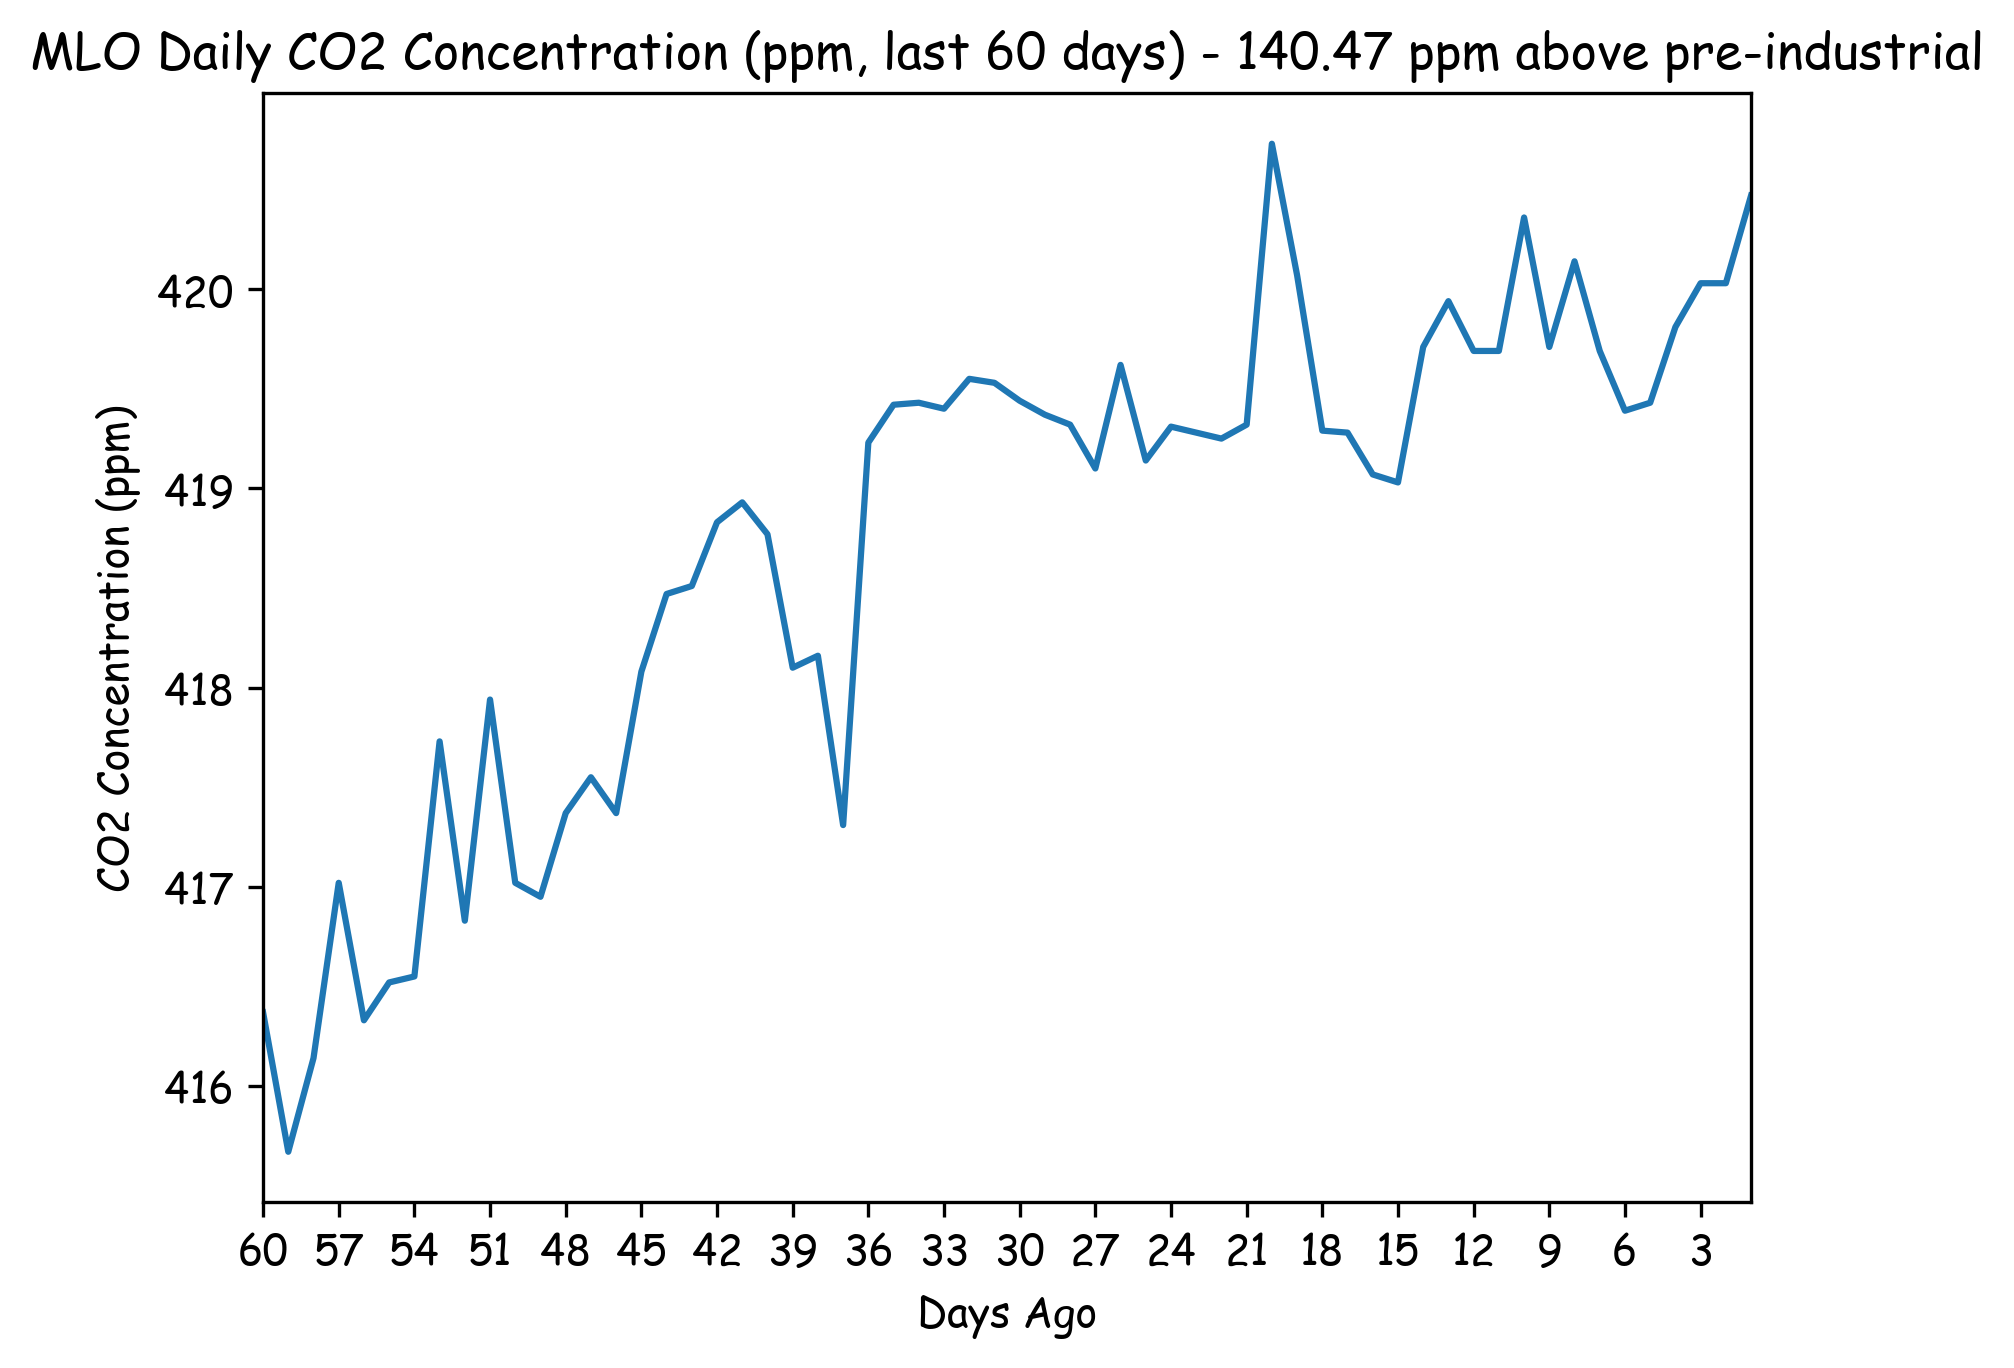 MLO Daily CO2 Concentration (ppm, last 60 days) - 140.47 ppm above pre-industrial
420
419
418
417
416
CO2 Concentration (ppm)
60 57 54 51 48 45 42 39 36 33 30 27 24 21 18 15 12 9 6 3
Days Ago